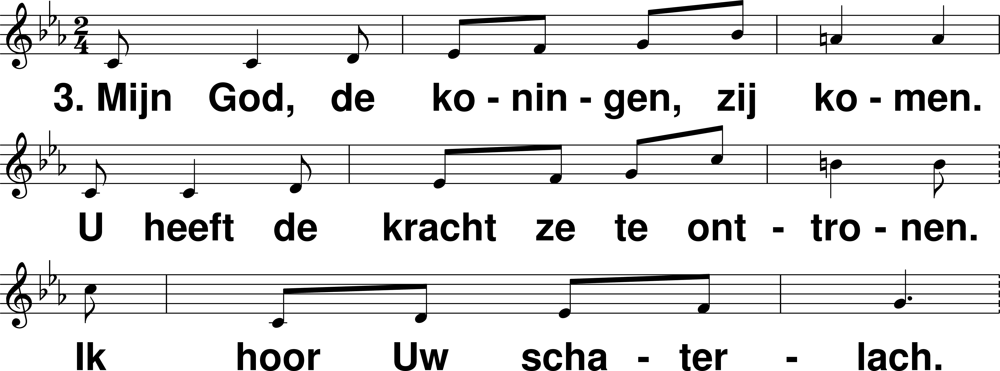 3. Mijn God, de ko - nin - gen, zij ko - men.
U heeft de kracht ze te ont - tro - nen.
Ik hoor Uw scha - ter - lach.